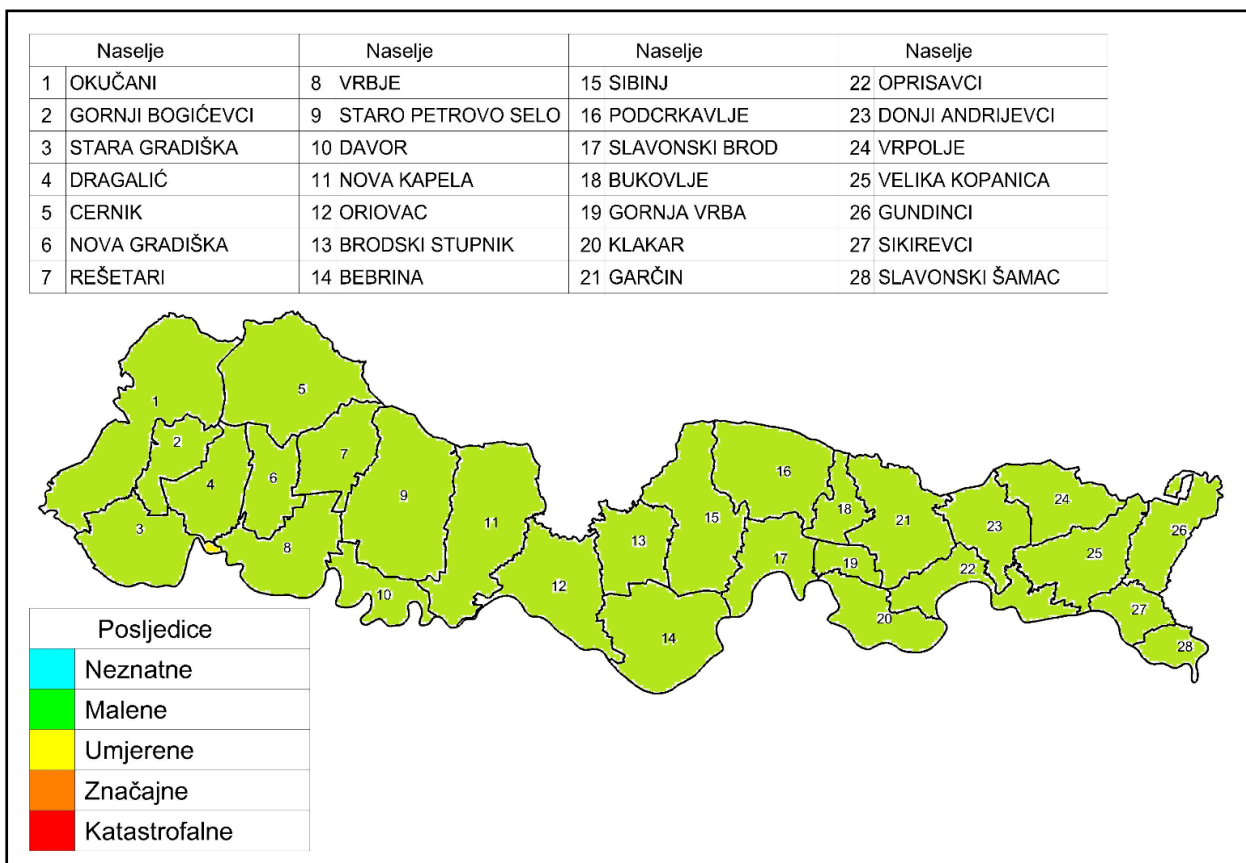 Naselje Naselje Naselje Naselje
1 OKUČANI 8 VRBJE 15 SIBINJ 22 OPRISAVCI
2 GORNJI BOGIĆEVCI 9 STARO PETROVO SELO 16 PODCRKAVLJE 23 DONJI ANDRIJEVCI
3 STARA GRADIŠKA 10 DAVOR 17 SLAVONSKI BROD 24 VRPOLJE
4 DRAGALIĆ 11 NOVA KAPELA 18 BUKOVLJE 25 VELIKA KOPANICA
5 CERNIK 12 ORIOVAC 19 GORNJA VRBA 26 GUNDINCI
6 NOVA GRADIŠKA 13 BRODSKI STUPNIK 20 KLAKAR 27 SIKIREVCI
7 REŠETARI 14 BEBRINA 21 GARČIN 28 SLAVONSKI ŠAMAC
5
1
2
7
16
24
6
4
9
18
26
3
15
23
11
21
8
13
25
17
19
22
12
10
27
20
14
28
Posljedice
Neznatne
Malene
Umjerene
Značajne
Katastrofalne